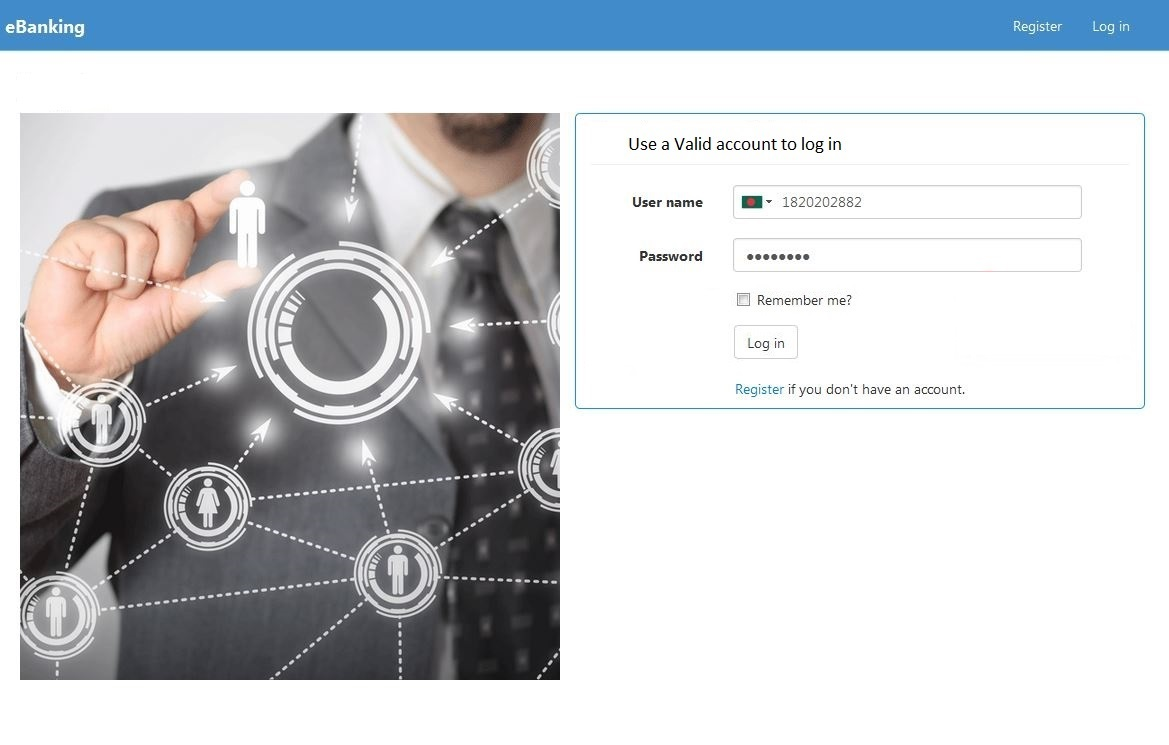 eBanking
Register
Log in
Use a Valid account to log in
User name
1820202882
Password
••••••••
Remember me?
Log in
Register if you don't have an account.